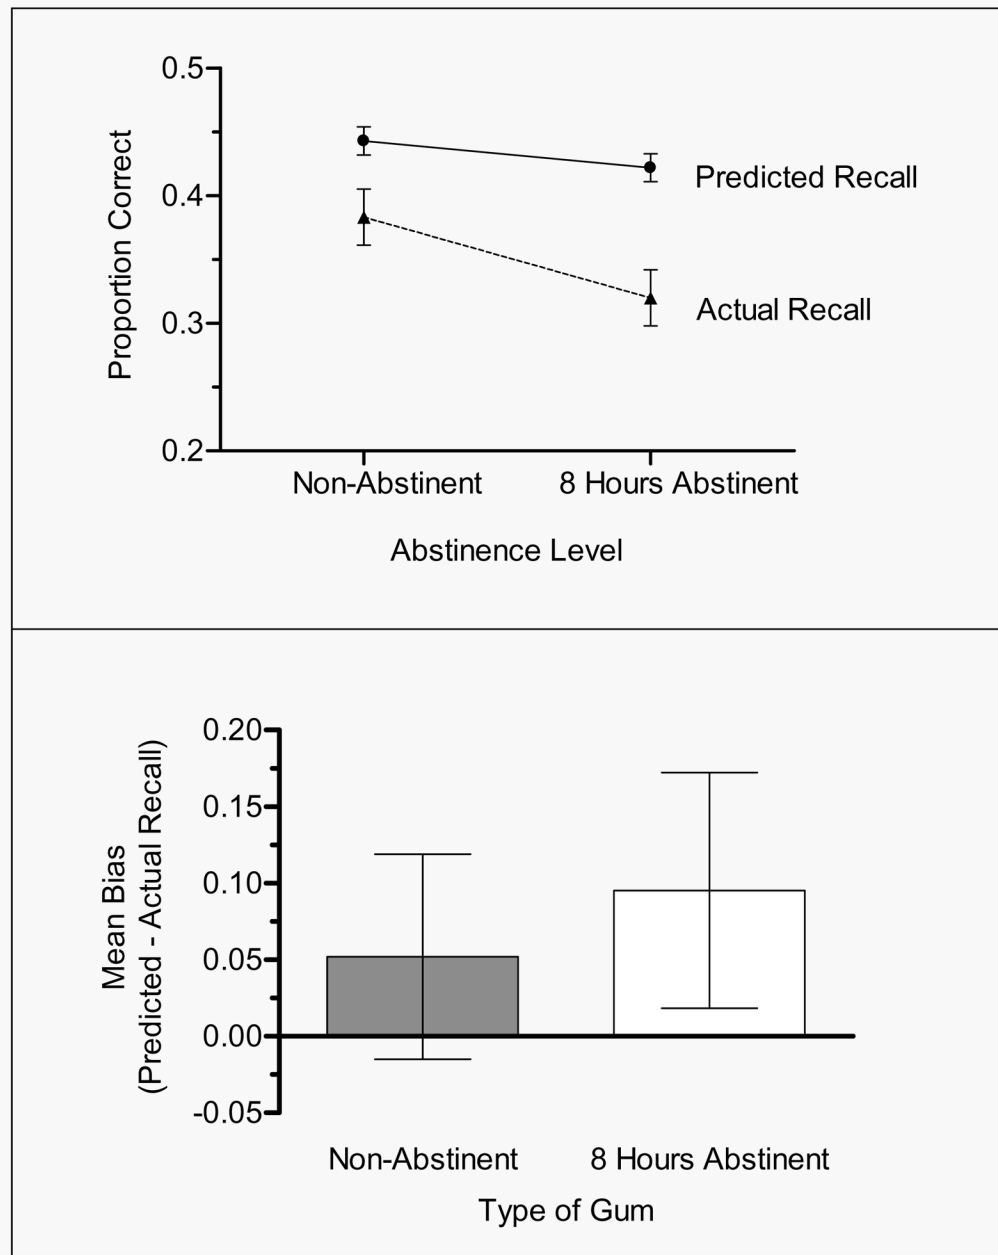 0.5
0.4
0.3
0.2
Proportion Correct
Predicted Recall
Actual Recall
Non-Abstinent 8 Hours Abstinent
Abstinence Level
0.20
0.15
0.10
0.05
0.00
-0.05
Mean Bias
(Predicted - Actual Recall)
Non-Abstinent 8 Hours Abstinent
Type of Gum